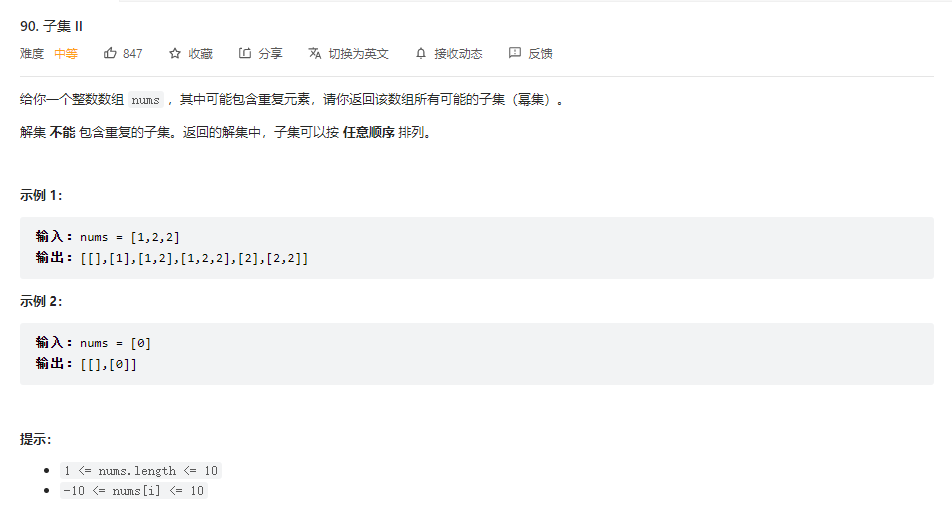 90. 子集 II
难度 中等 847 收藏 分享 切换为英文 接收动态 反馈
给你一个整数数组 nums ，其中可能包含重复元素，请你返回该数组所有可能的子集（幂集）。
解集 不能 包含重复的子集。返回的解集中，子集可以按 任意顺序 排列。
示例 1：
输入：nums = [1,2,2]
输出：[[],[1],[1,2],[1,2,2],[2],[2,2]]
示例 2：
输入：nums = [0]
输出：[[],[0]]
提示：
1 <= nums.length <= 10
-10 <= nums[i] <= 10